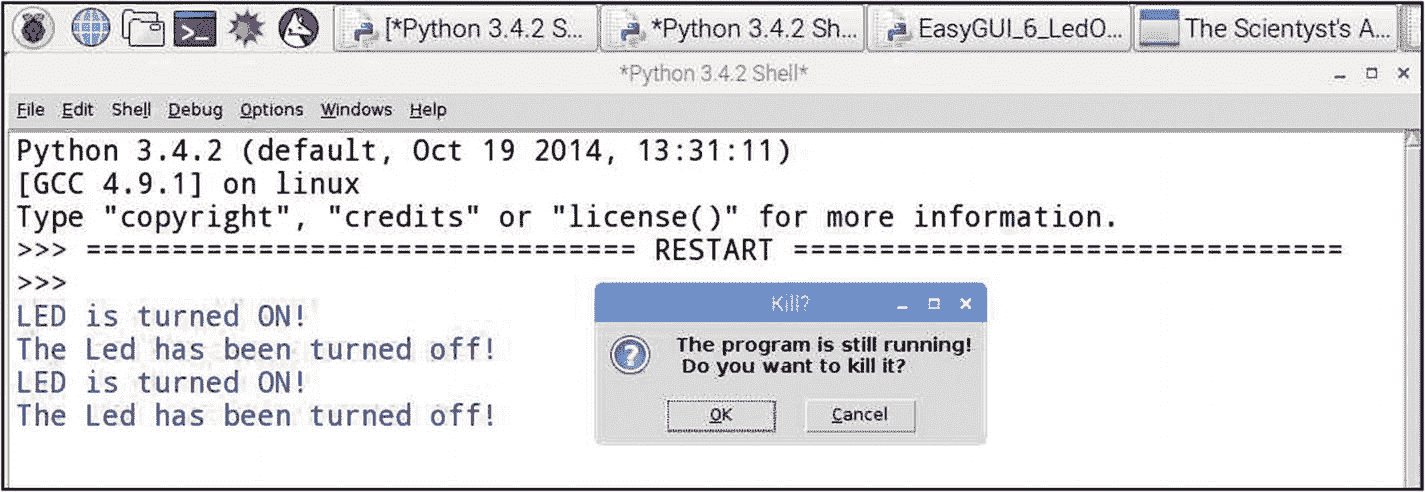 [*Python 3.4.2 S... *Python 3.4.2 Sh... EasyGUI_6_LedO... The Scientyst's A...
*Python 3.4.2 Shell*
File Edit Shell Debug Options Windows Help
Python 3.4.2 (default, Oct 19 2014, 13:31:11)
[GCC 4.9.1] on linux
Type "copyright", "credits" or "license()" for more information.
>>> ================================ RESTART ================================
>>>
LED is turned ON!
The Led has been turned off!
LED is turned ON!
The Led has been turned off!
Kill?
The program is still running!
Do you want to kill it?
OK Cancel